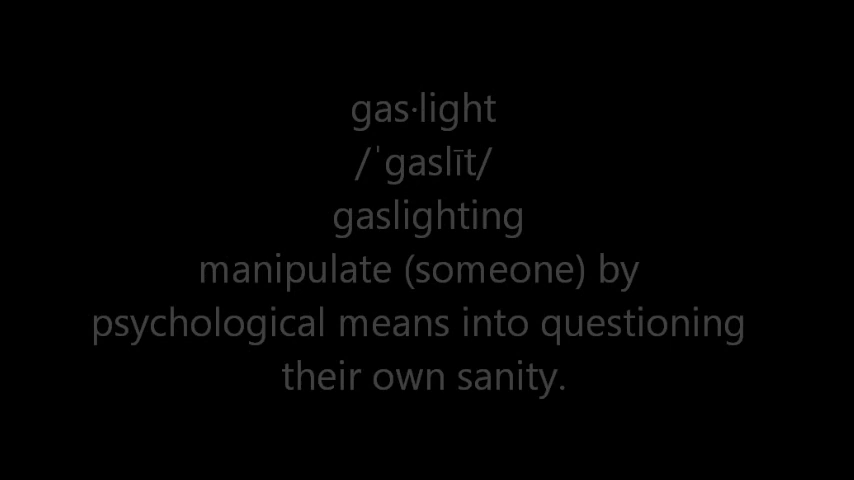 gas·light
/ˈɡaslīt/
gaslighting
manipulate (someone) by
psychological means into questioning
their own sanity.